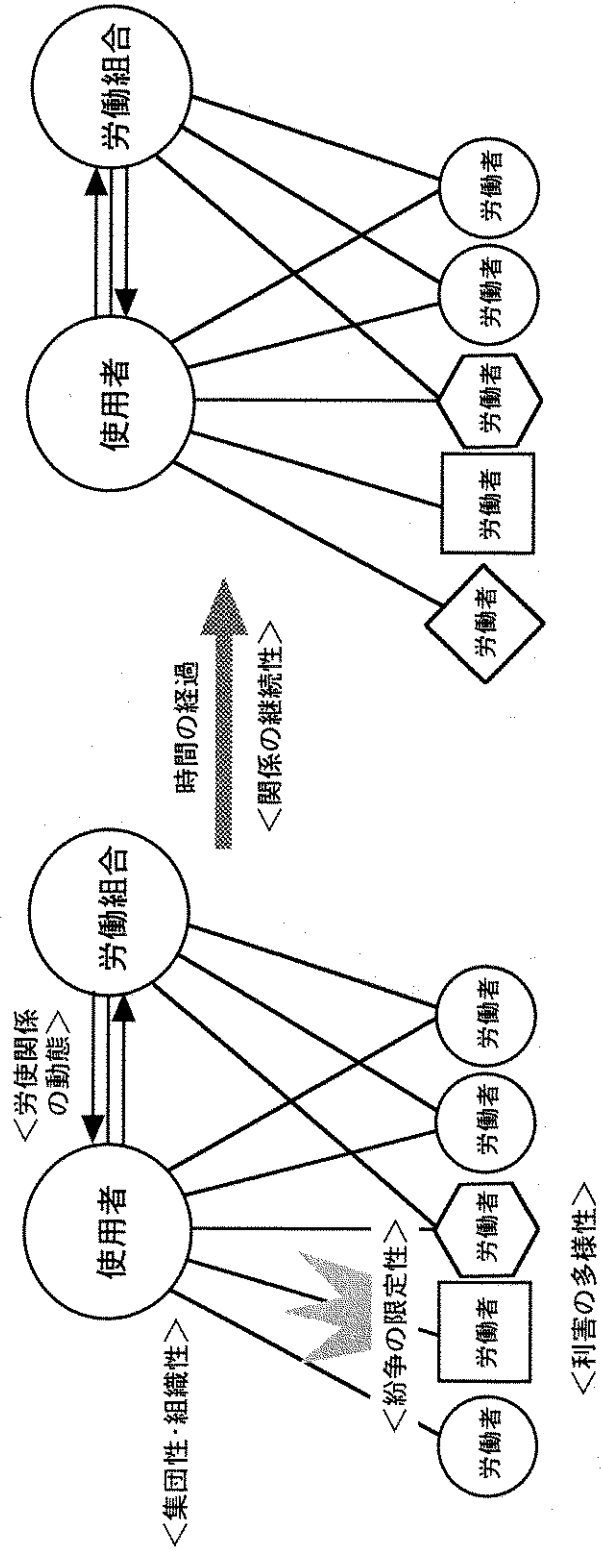 <集団性・組織性>
<労使関係
の動態>
使用者
労働組合
<紛争の限定性>
労働者
労働者
労働者
労働者
労働者
<利害の多様性>
時間の経過
<関係の継続性>
使用者
労働組合
労働者
労働者
労働者
労働者
労働者